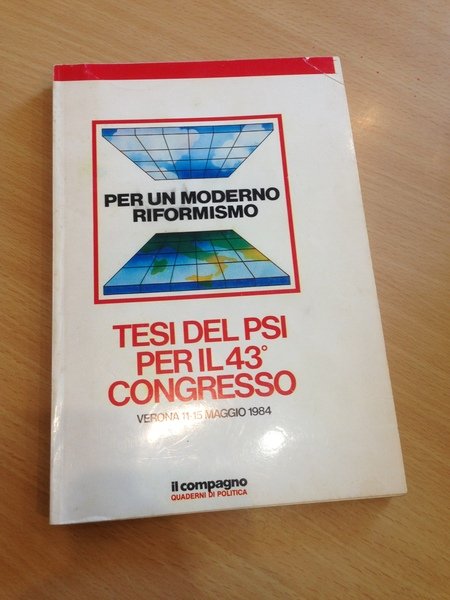 PER UN MODERNO
RIFORMISMO
TESI DEL PSI
PER IL 43°
CONGRESSO
VERONA 11-15 MAGGIO 1984
il compagno
QUADERNI DI POLITICA